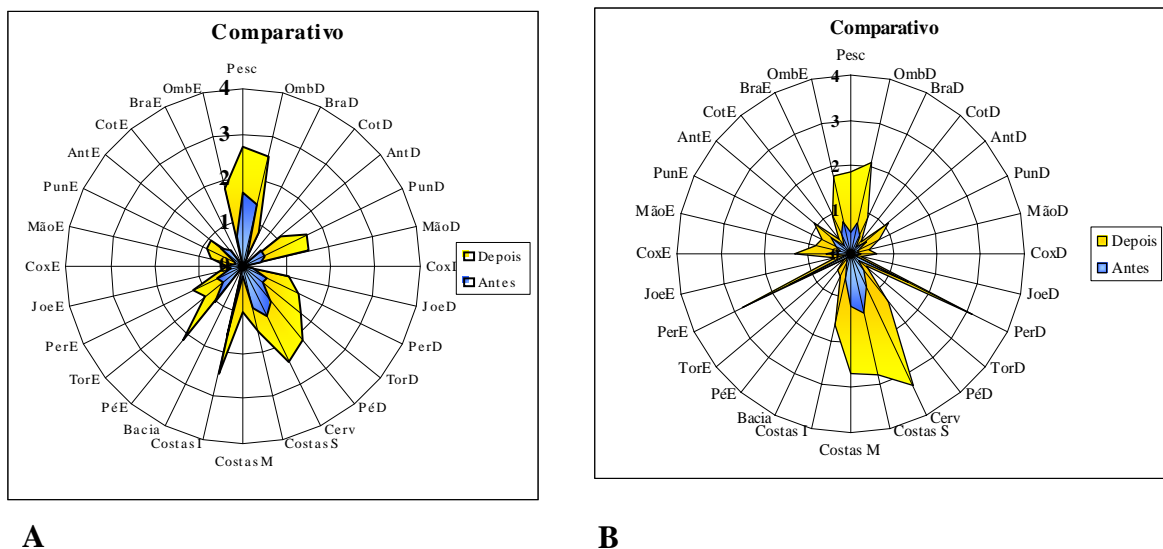 Comparativo
Pesc
OmbD
BraD
CotD
AntD
PunD
MãoD
CoxD
JoeD
PerD
TorD
PéD
Cerv
Costas S
Costas M
Costas I
Bacia
PéE
TorE
PerE
JoeE
CoxE
MãoE
PunE
AntE
CotE
BraE
OmbE
4
3
2
1
0
Depois
Antes
A
Comparativo
Pesc
OmbD
BraD
CotD
AntD
PunD
MãoD
CoxD
JoeD
PerD
TorD
PéD
Cerv
Costas S
Costas M
Costas I
Bacia
PéE
TorE
PerE
JoeE
CoxE
MãoE
PunE
AntE
CotE
BraE
OmbE
4
3
2
1
0
Depois
Antes
B